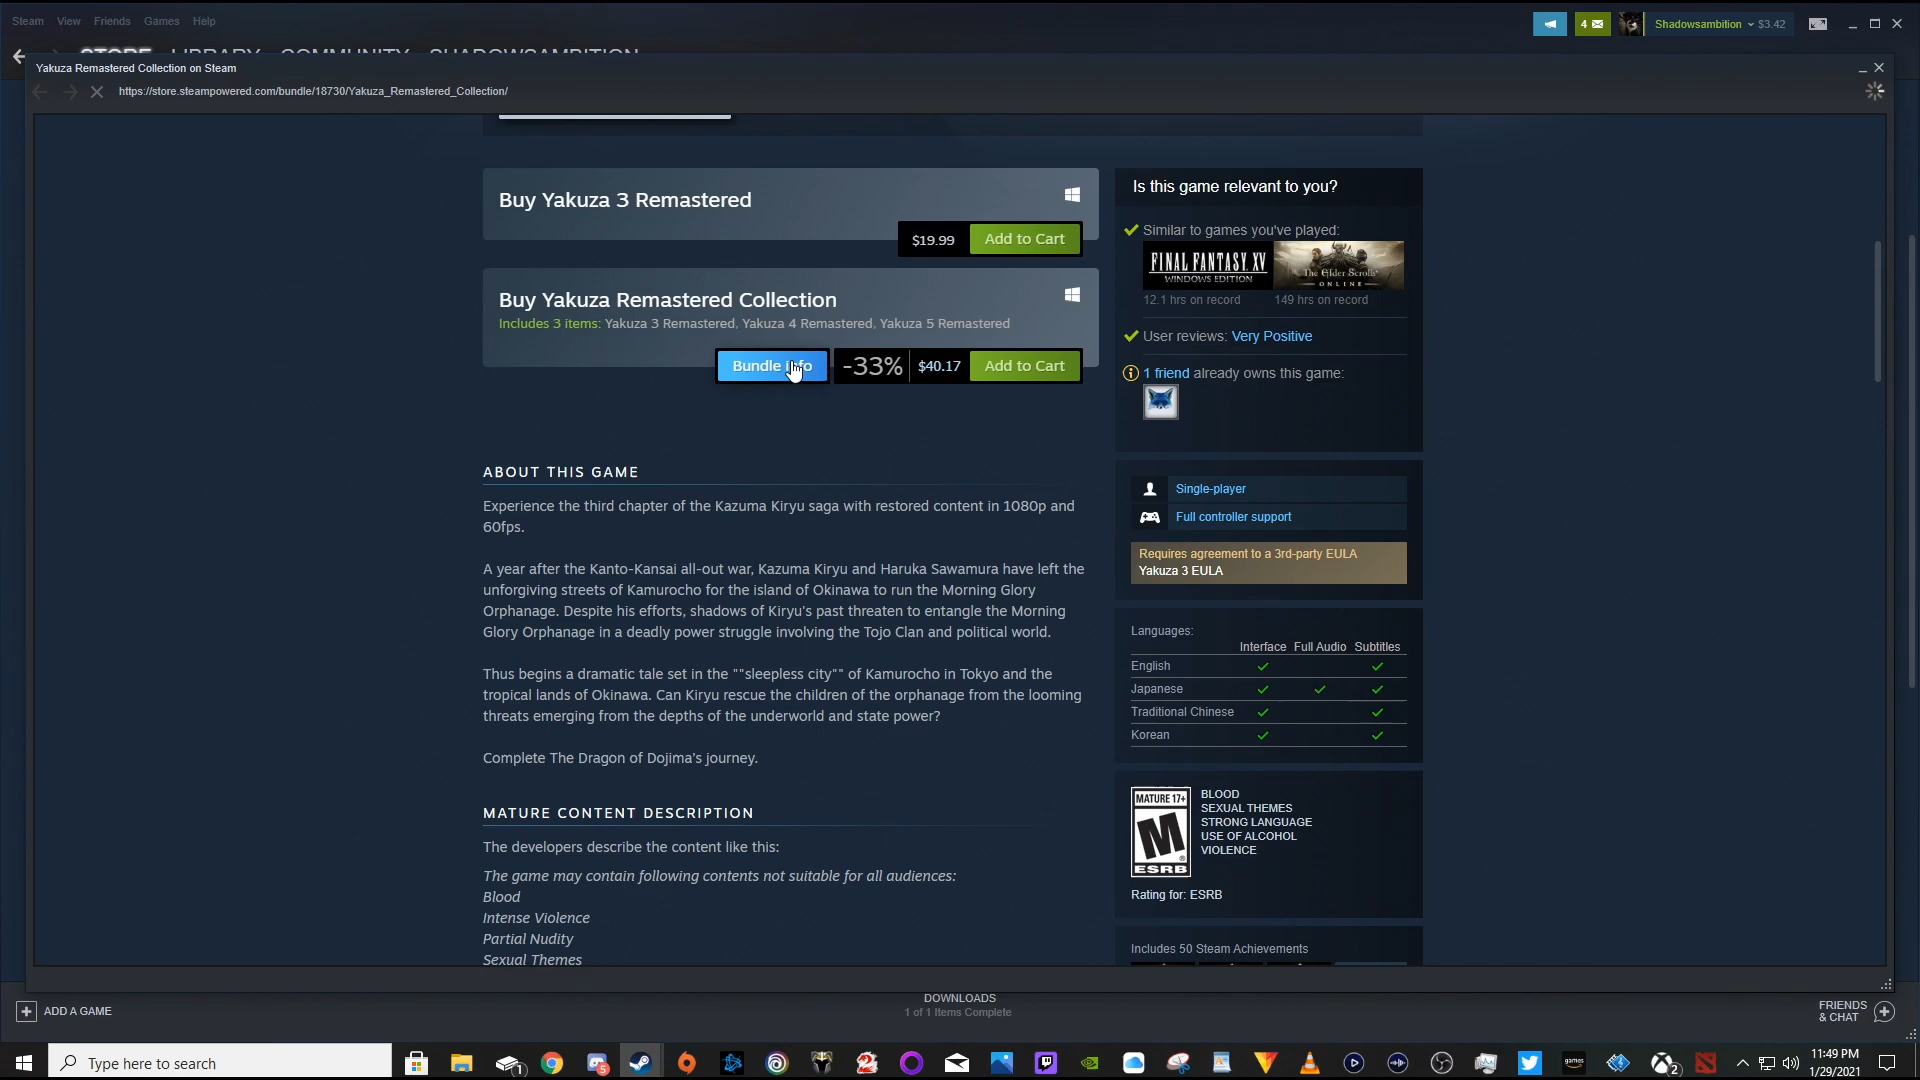 Steam View Friends Games Help
4
Shadowsambition $3.42
STORE LIBRARY COMMUNITY SHADOWSAMBITION
Yakuza Remastered Collection on Steam
https://store.steampowered.com/bundle/18730/Yakuza_Remastered_Collection/
Buy Yakuza 3 Remastered
$19.99 Add to Cart
Buy Yakuza Remastered Collection
Includes 3 items: Yakuza 3 Remastered, Yakuza 4 Remastered, Yakuza 5 Remastered
Bundle info -33% $40.17 Add to Cart
ABOUT THIS GAME
Experience the third chapter of the Kazuma Kiryu saga with restored content in 1080p and
60fps.
A year after the Kanto-Kansai all-out war, Kazuma Kiryu and Haruka Sawamura have left the
unforgiving streets of Kamurocho for the island of Okinawa to run the Morning Glory
Orphanage. Despite his efforts, shadows of Kiryu's past threaten to entangle the Morning
Glory Orphanage in a deadly power struggle involving the Tojo Clan and political world.
Thus begins a dramatic tale set in the ""sleepless city"" of Kamurocho in Tokyo and the
tropical lands of Okinawa. Can Kiryu rescue the children of the orphanage from the looming
threats emerging from the depths of the underworld and state power?
Complete The Dragon of Dojima's journey.
MATURE CONTENT DESCRIPTION
The developers describe the content like this:
The game may contain following contents not suitable for all audiences:
Blood
Intense Violence
Partial Nudity
Sexual Themes
Is this game relevant to you?
Similar to games you've played:
FINAL FANTASY XV
WINDOWS EDITION
The Elder Scrolls
ONLINE
12.1 hrs on record 149 hrs on record
User reviews: Very Positive
1 friend already owns this game:
Single-player
Full controller support
Requires agreement to a 3rd-party EULA
Yakuza 3 EULA
Languages:
Interface Full Audio Subtitles
English
Japanese
Traditional Chinese
Korean
MATURE 17+
M
ESRB
BLOOD
SEXUAL THEMES
STRONG LANGUAGE
USE OF ALCOHOL
VIOLENCE
Rating for: ESRB
Includes 50 Steam Achievements
ADD A GAME
DOWNLOADS
1 of 1 Items Complete
FRIENDS
& CHAT
Type here to search
11:49 PM
1/29/2021